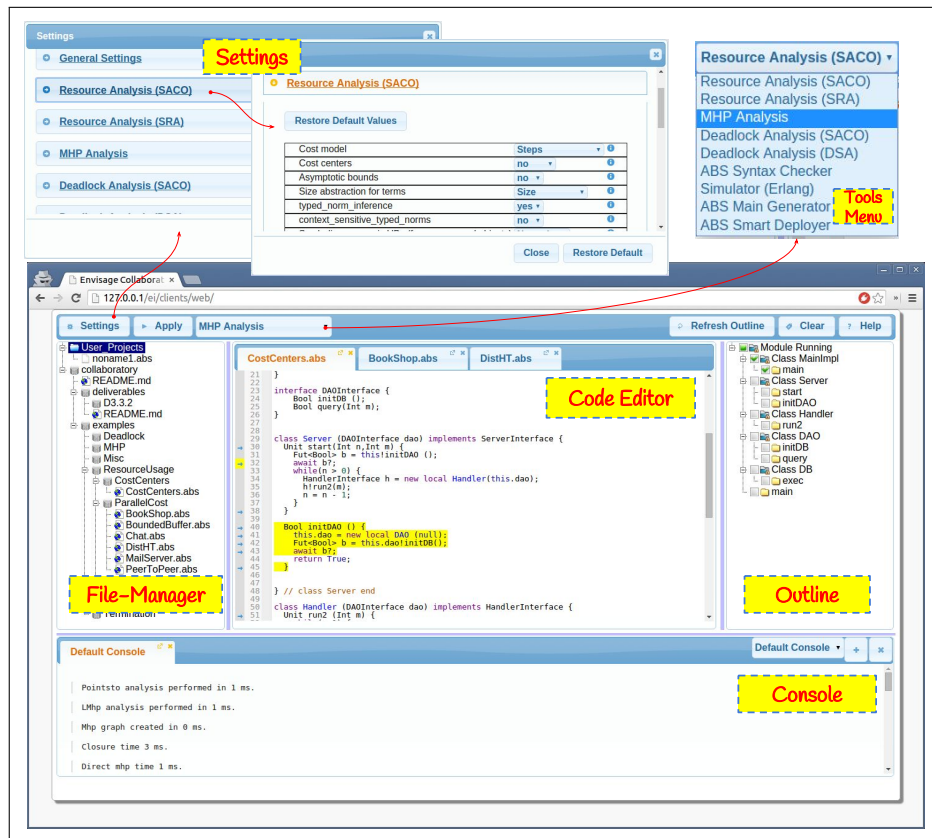 Settings
General Settings
Resource Analysis (SACO)
Resource Analysis (SRA)
MHP Analysis
Deadlock Analysis (SACO)
Settings
Resource Analysis (SACO)
Restore Default Values
Cost model Steps
Cost centers no
Asymptotic bounds no
Size abstraction for terms Size
typed_norm_inference yes
context_sensitive_typed_norms no
Close Restore Default
Resource Analysis (SACO)
Resource Analysis (SACO)
Resource Analysis (SRA)
MHP Analysis
Deadlock Analysis (SACO)
Deadlock Analysis (DSA)
ABS Syntax Checker
Simulator (Erlang)
ABS Main Generator
ABS Smart Deployer
Tools
Menu
Envisage Collaborat
127.0.0.1/ei/clients/web/
Settings Apply MHP Analysis Refresh Outline Clear Help
User_Projects
noname1.abs
collaboratory
README.md
deliverables
D3.3.2
README.md
examples
Deadlock
MHP
Misc
ResourceUsage
CostCenters
CostCenters.abs
ParallelCost
BookShop.abs
BoundedBuffer.abs
Chat.abs
DistHT.abs
MailServer.abs
PeerToPeer.abs
File-Manager
Termination
CostCenters.abs BookShop.abs DistHT.abs
Code Editor
21 }
22
23 interface DAOInterface {
24 Bool initDB ();
25 Bool query(Int m);
26 }
27
28
29 class Server (DAOInterface dao) implements ServerInterface {
30 Unit start(Int n,Int m) {
31 Fut<Bool> b = this!initDAO ();
32 await b?;
33 while(n > 0) {
34 HandlerInterface h = new local Handler(this.dao);
35 h!run2(m);
36 n = n - 1;
37 }
38 }
39
40 Bool initDAO () {
41 this.dao = new local DAO (null);
42 Fut<Bool> b = this.dao!initDB();
43 await b?;
44 return True;
45 }
46
47
48 } // class Server end
49
50 class Handler (DAOInterface dao) implements HandlerInterface {
51 Unit run2 (Int m) {
Module Running
Class MainImpl
main
Class Server
start
initDAO
Class Handler
run2
Class DAO
initDB
query
Class DB
exec
main
Outline
Default Console
Default Console
Console
Pointsto analysis performed in 1 ms.
LMhp analysis performed in 1 ms.
Mhp graph created in 0 ms.
Closure time 3 ms.
Direct mhp time 1 ms.